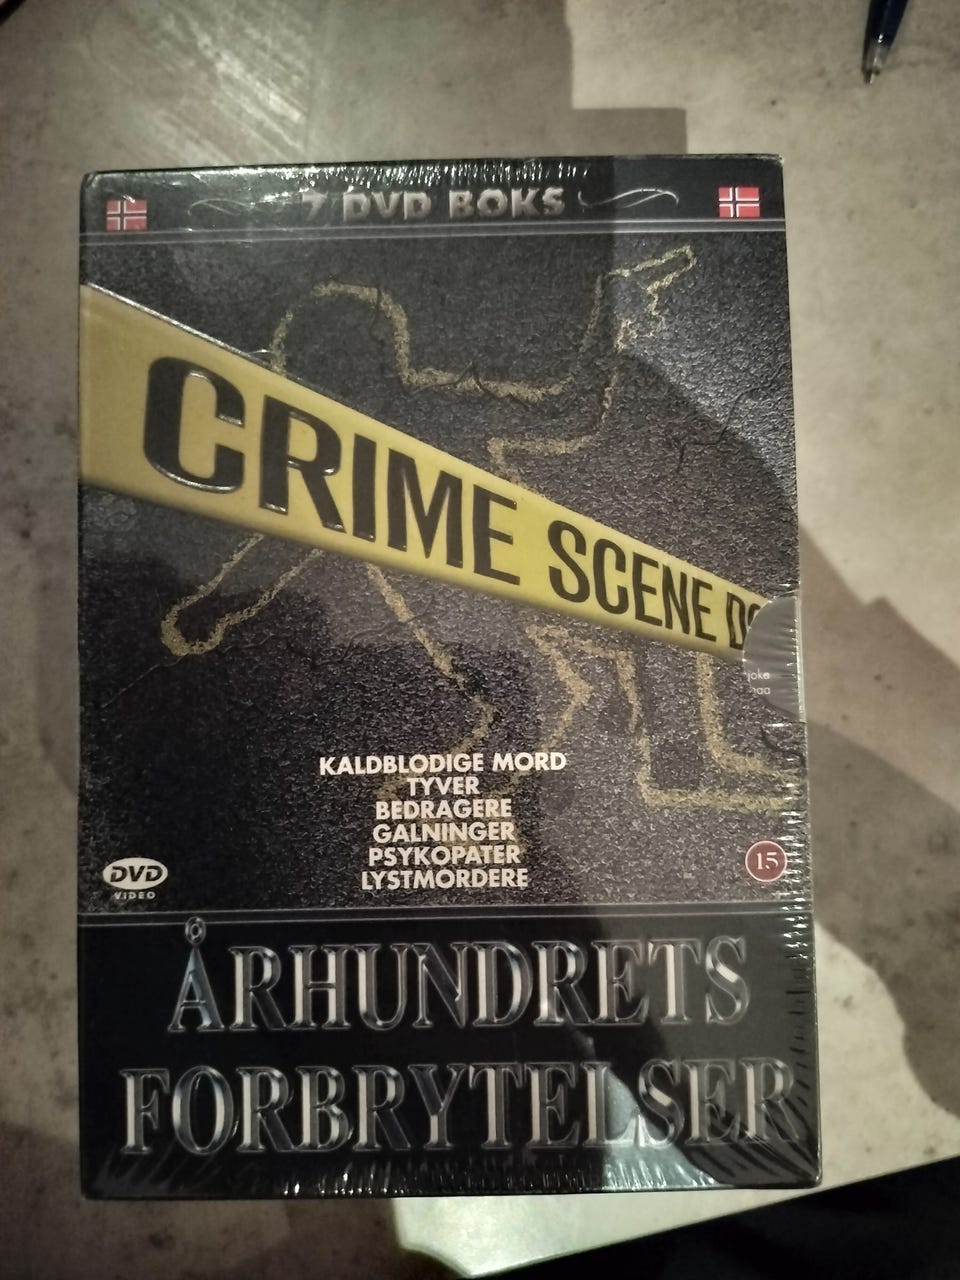 7 DVD BOKS
CRIME SCENE DO
KALDBLODIGE MORD
TYVER
BEDRAGERE
GALNINGER
PSYKOPATER
LYSTMORDERE
DVD
VIDEO
15
ÅRHUNDRETS
FORBRYTELSER